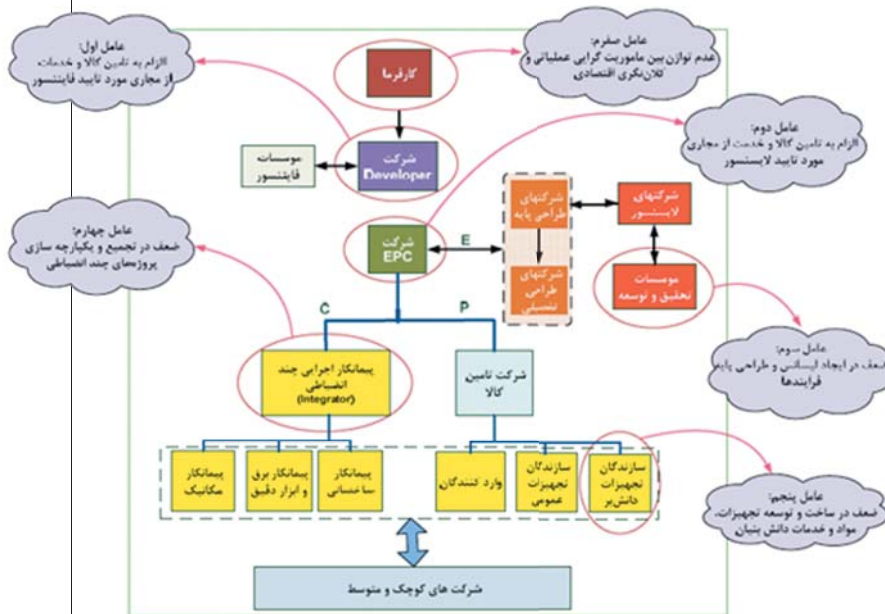 عامل اول:
الزام به تامین کالا و خدمات
از مجاری مورد تایید فاینسور
عامل صفرم:
عدم توازن بین ماموریت گرایی عملیاتی و
کلان‌نگری اقتصادی
کارفرما
عامل دوم:
الزام به تامین کالا و خدمت از مجاری
مورد تایید لایسنسور
موسسات
فاینسور
شرکت
Developer
شرکتهای
طراحی پایه
شرکتهای
لایسنسور
عامل چهارم:
ضعف در تجمیع و یکپارچه سازی
پروژه‌های چند انضباطی
شرکت
EPC
E
شرکتهای
طراحی
تفصیلی
موسسات
تحقیق و توسعه
C
P
عامل سوم:
ضعف در ایجاد لیسانس و طراحی پایه
فرایندها
پیمانکار اجرایی چند
انضباطی
(Integrator)
شرکت تامین
کالا
پیمانکار
مکانیک
پیمانکار برق
و ابزار دقیق
پیمانکار
ساختمانی
وارد کنندگان
سازندگان
تجهیزات
عمومی
سازندگان
تجهیزات
دانش‌بر
عامل پنجم:
ضعف در ساخت و توسعه تجهیزات،
مواد و خدمات دانش بنیان
شرکت های کوچک و متوسط